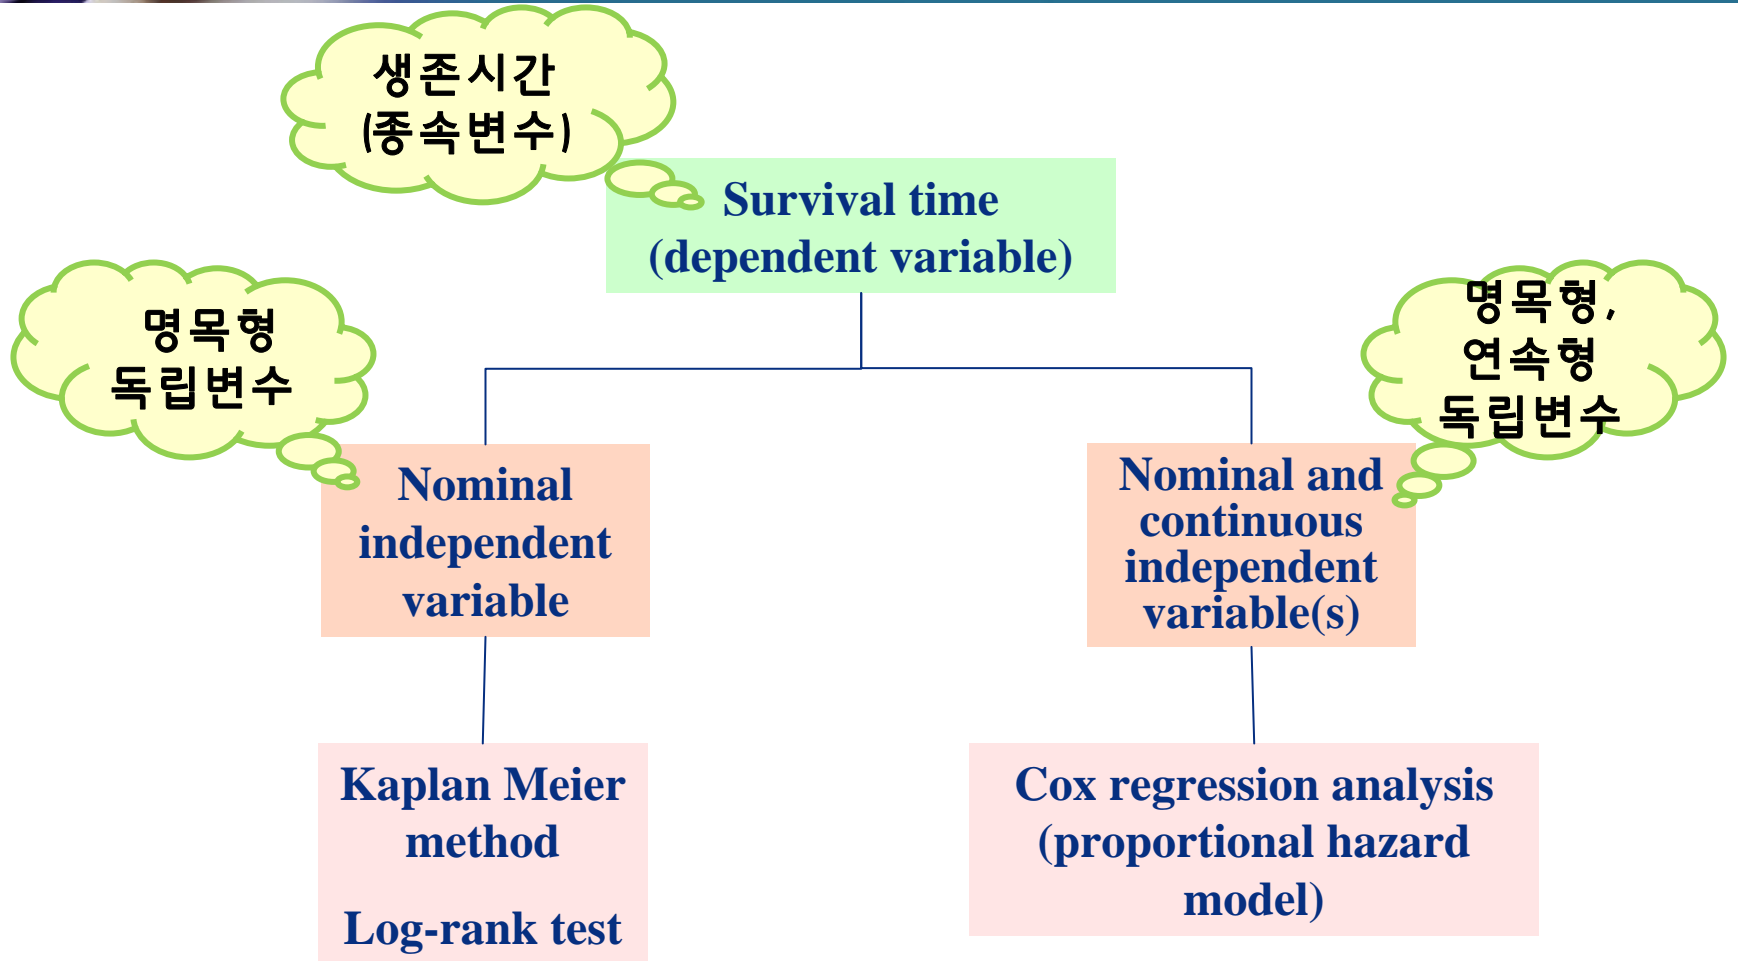 생존시간
(종속변수)
Survival time
(dependent variable)
명목형
독립변수
명목형,
연속형
독립변수
Nominal
independent
variable
Nominal and
continuous
independent
variable(s)
Kaplan Meier
method
Log-rank test
Cox regression analysis
(proportional hazard
model)